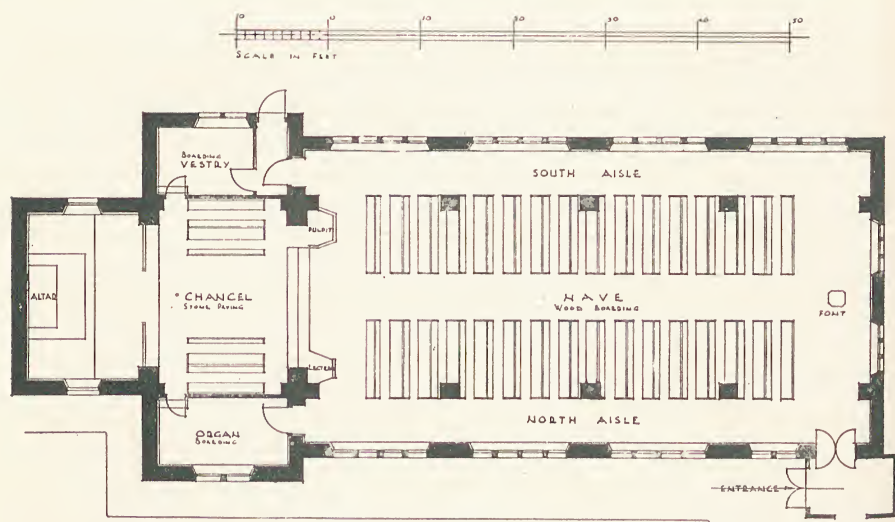 10 0 10 20 30 40 50
SCALE IN FEET
BOARDING
VESTRY
SOUTH AISLE
PULPIT
ALTAR
CHANCEL
STONE PAVING
NAVE
WOOD BOARDING
FONT
LECTERN
ORGAN
BOARDING
NORTH AISLE
ENTRANCE